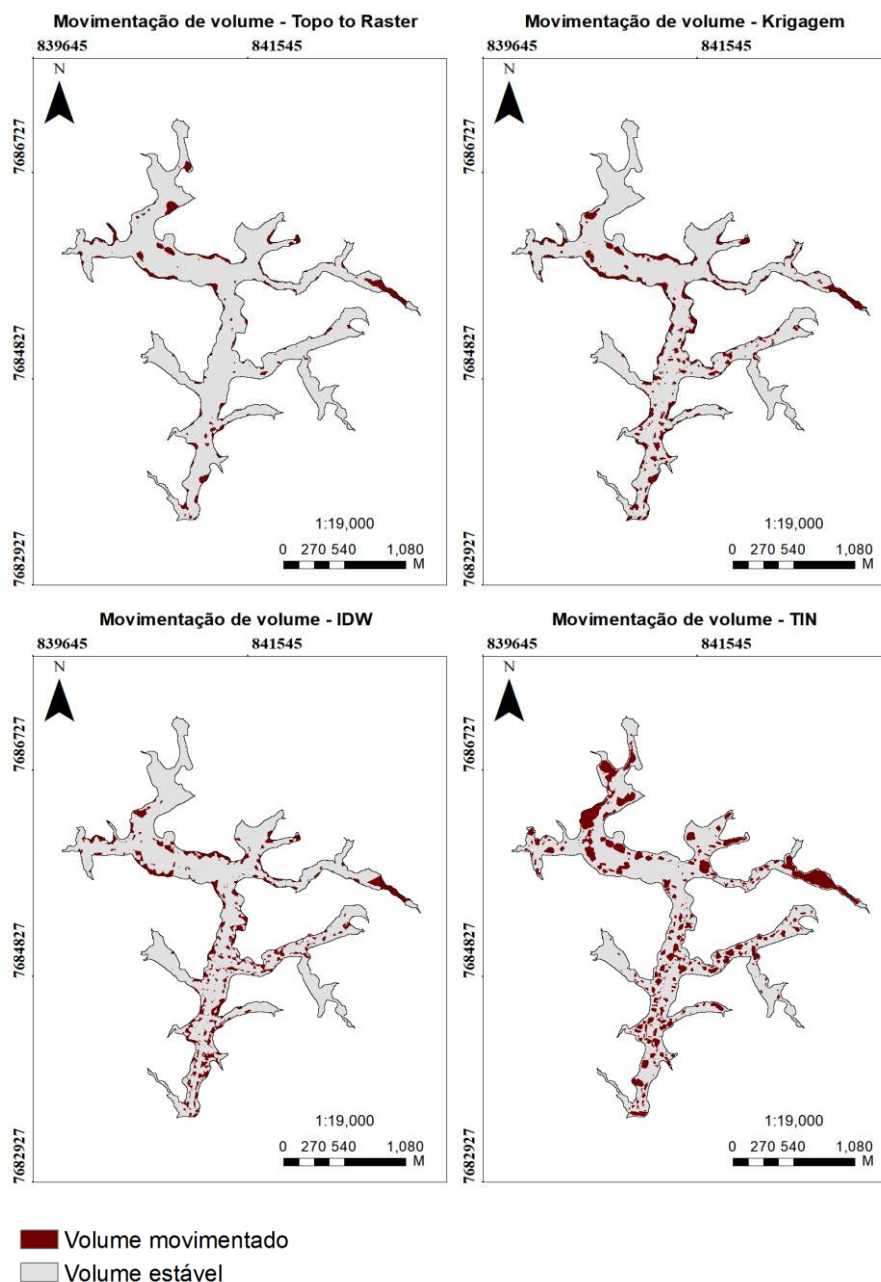 Movimentação de volume - Topo to Raster
839645 841545
N
7686727
7684827
7682927
1:19,000
0 270 540 1,080
M
Movimentação de volume - Krigagem
839645 841545
N
7686727
7684827
7682927
1:19,000
0 270 540 1,080
M
Movimentação de volume - IDW
839645 841545
N
7686727
7684827
7682927
1:19,000
0 270 540 1,080
M
Movimentação de volume - TIN
839645 841545
N
7686727
7684827
7682927
1:19,000
0 270 540 1,080
M
Volume movimentado
Volume estável